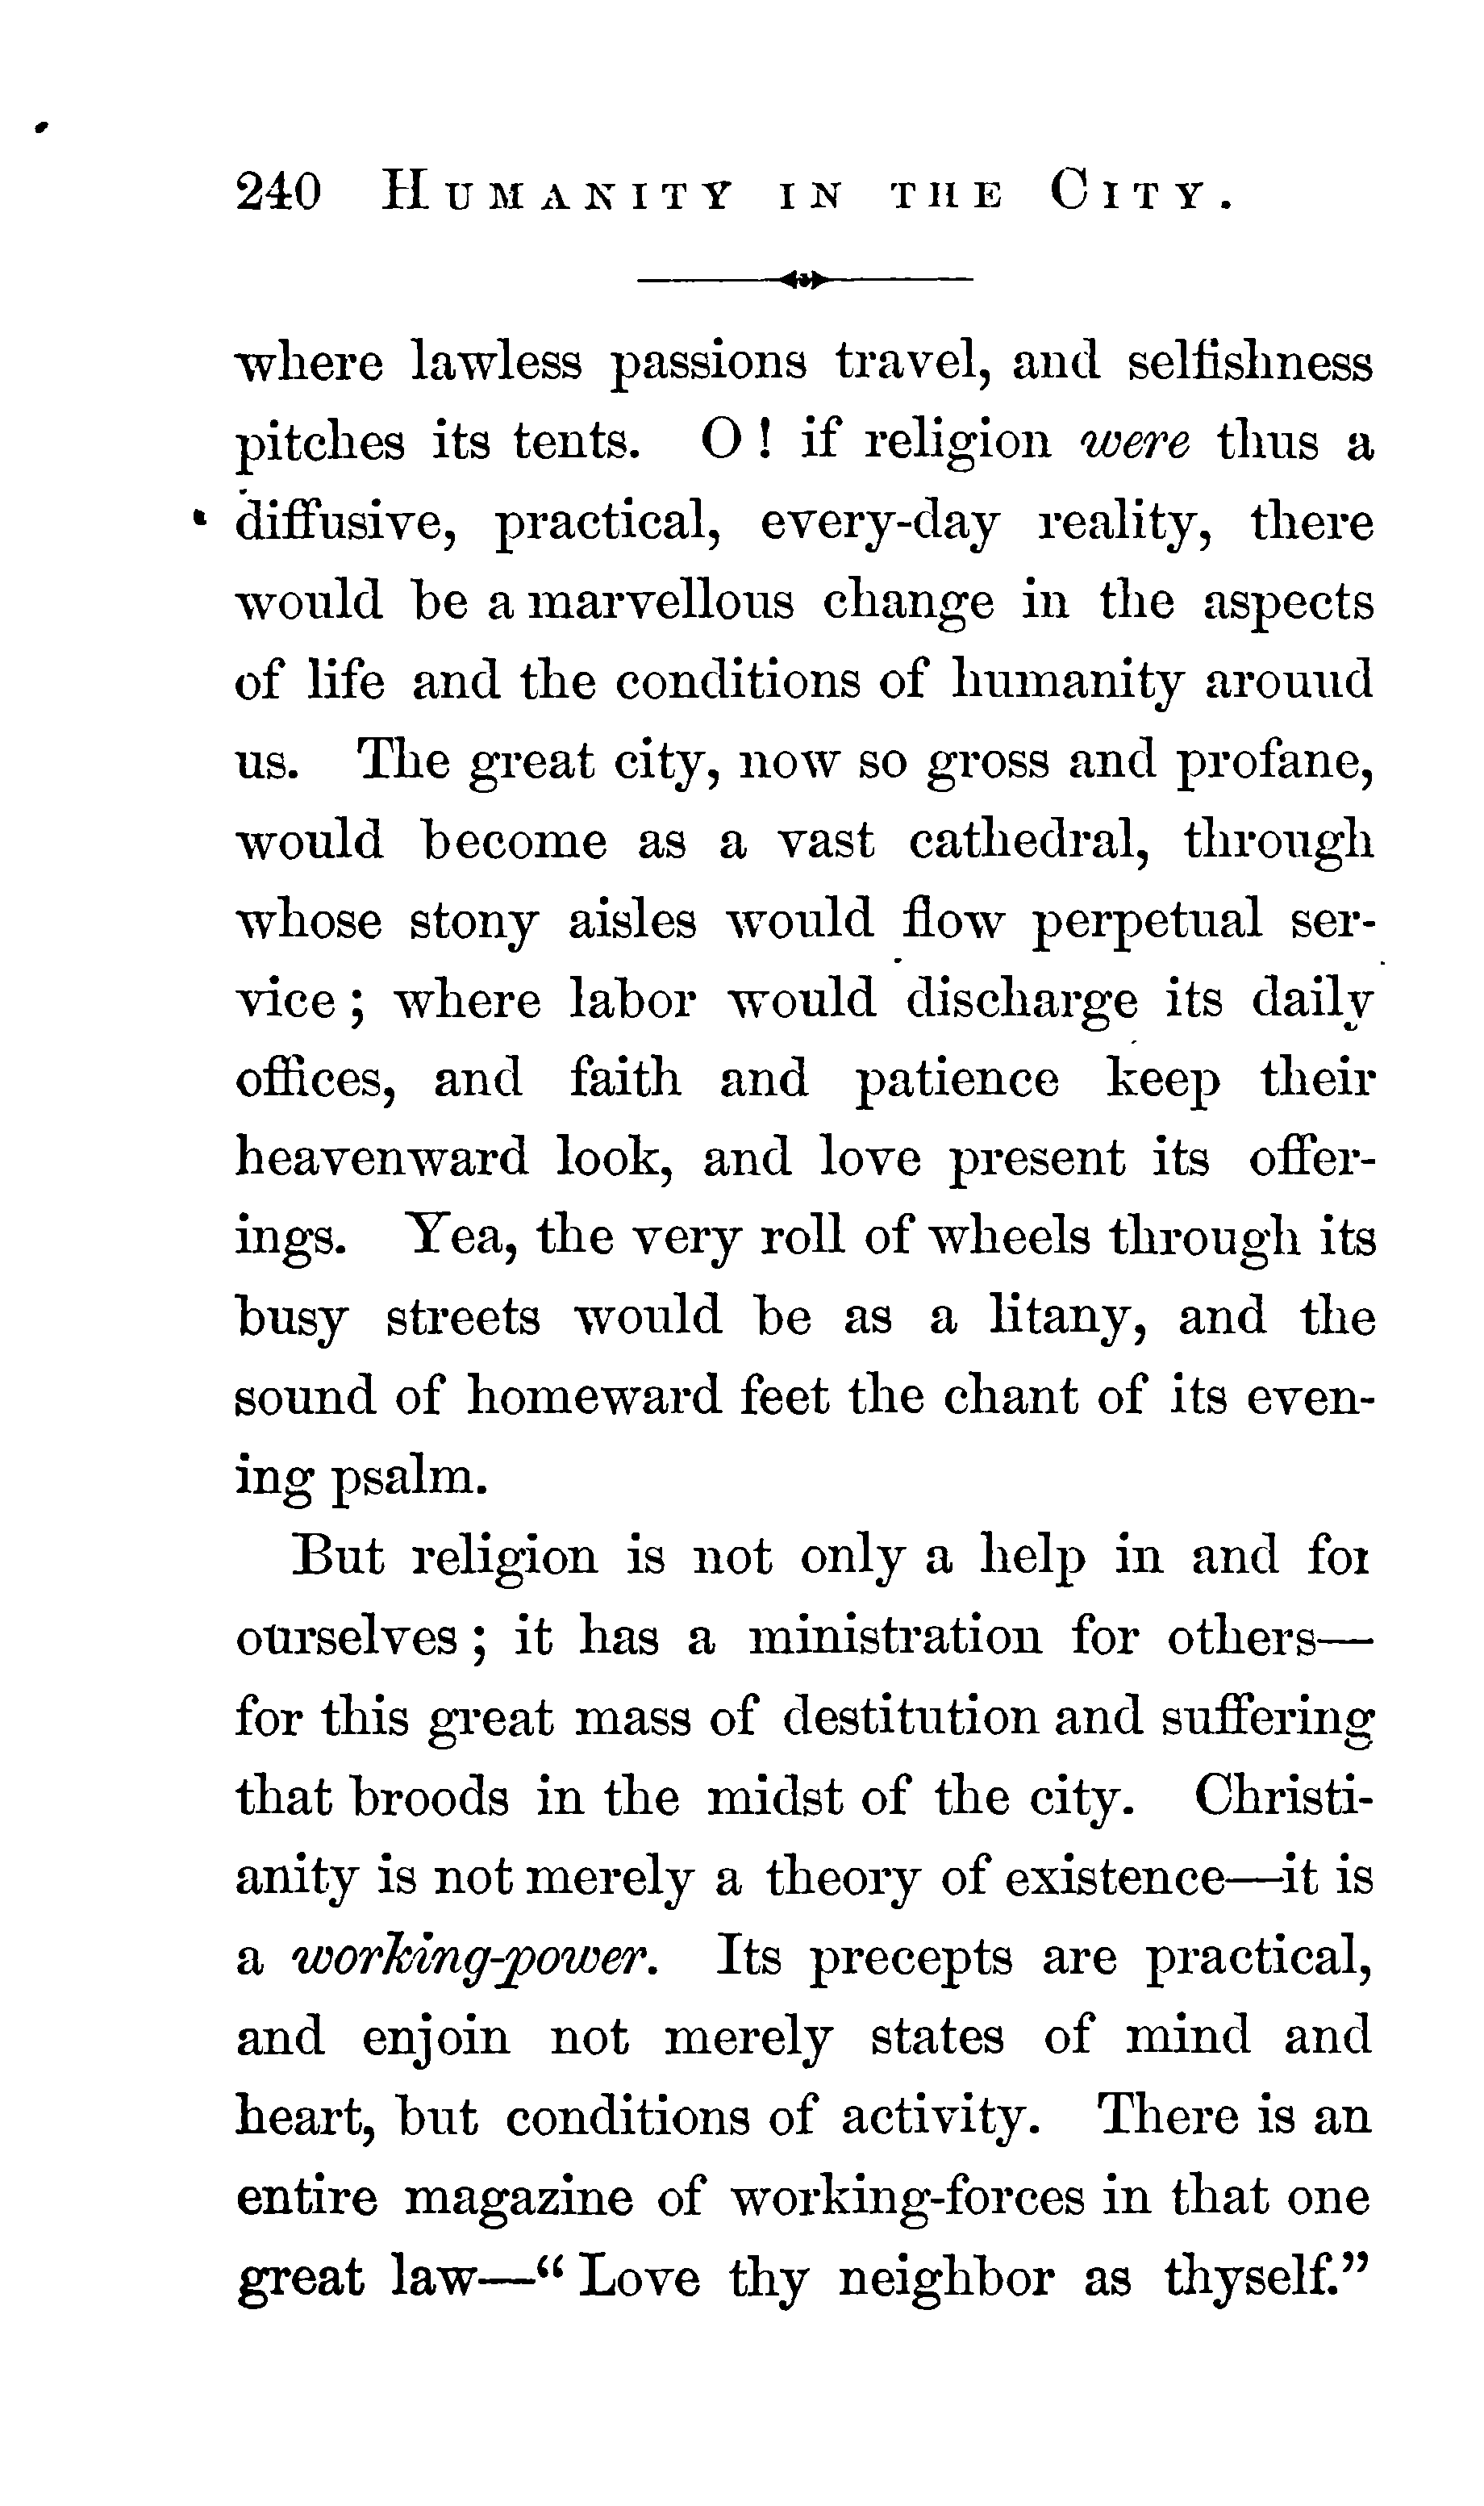 240 HUMANITY IN THE CITY.
where lawless passions travel, and selfishness
pitches its tents. O! if religion were thus a
diffusive, practical, every-day reality, there
would be a marvellous change in the aspects
of life and the conditions of humanity arouud
us. The great city, now so gross and profane,
would become as a vast cathedral, through
whose stony aisles would flow perpetual ser-
vice; where labor would discharge its daily
offices, and faith and patience keep their
heavenward look, and love present its offer-
ings. Yea, the very roll of wheels through its
busy streets would be as a litany, and the
sound of homeward feet the chant of its even-
ing psalm.
But religion is not only a help in and for
ourselves; it has a ministration for others—
for this great mass of destitution and suffering
that broods in the midst of the city. Christi-
anity is not merely a theory of existence—it is
a working-power. Its precepts are practical,
and enjoin not merely states of mind and
heart, but conditions of activity. There is an
entire magazine of working-forces in that one
great law—“Love thy neighbor as thyself.”